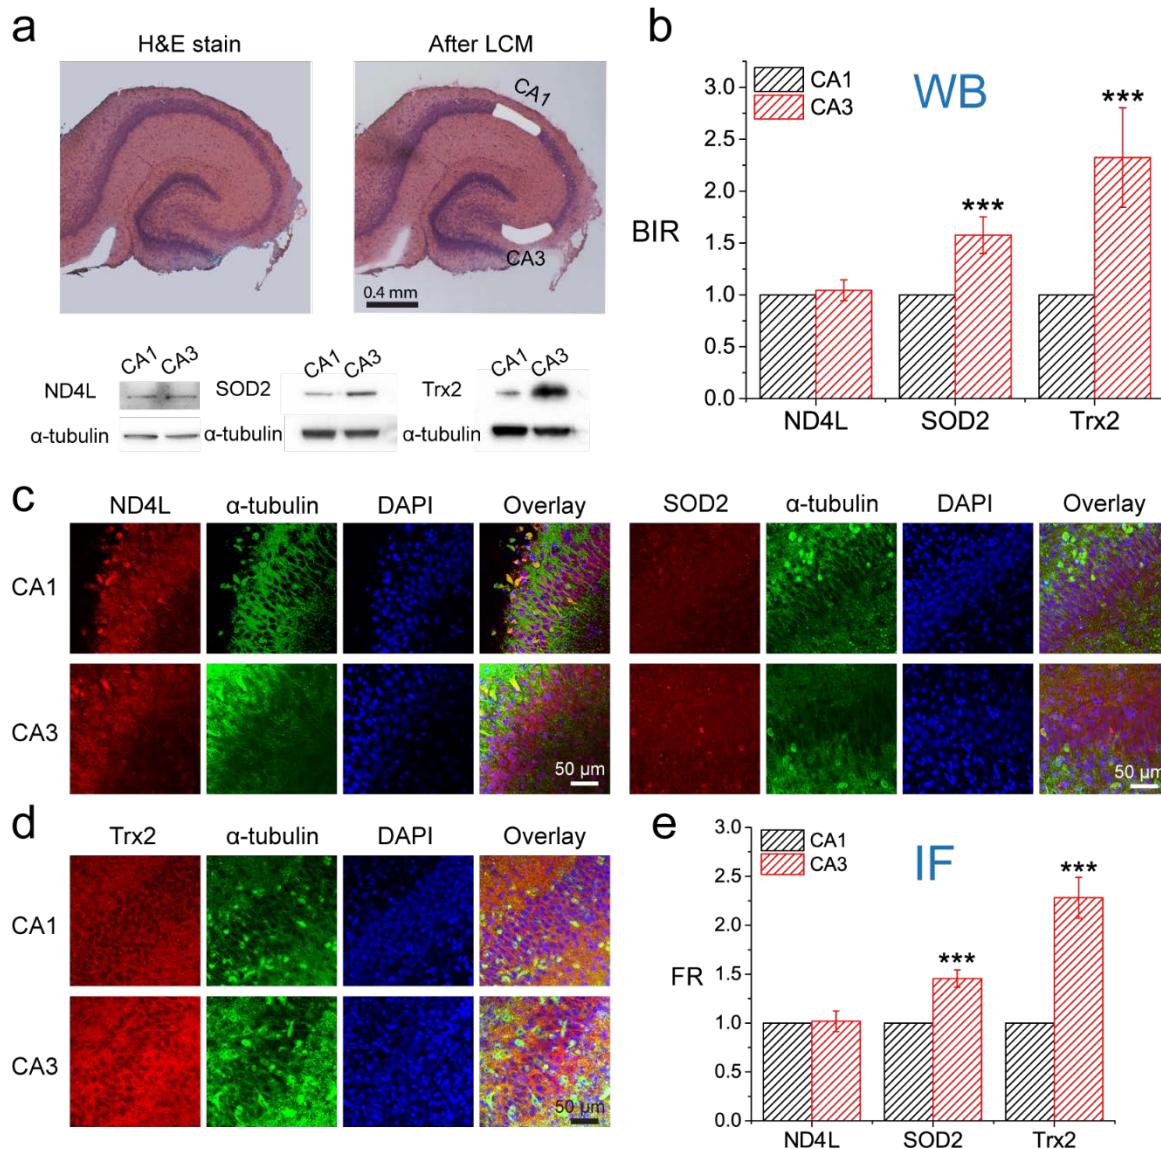 a
H&E stain
After LCM
CA1
CA3
0.4 mm
CA1 CA3
CA1 CA3
CA1 CA3
ND4L
SOD2
Trx2
α-tubulin
α-tubulin
α-tubulin
b
CA1
CA3
WB
BIR
3.0
2.5
2.0
1.5
1.0
0.5
0.0
***
***
ND4L
SOD2
Trx2
c
ND4L
α-tubulin
DAPI
Overlay
SOD2
α-tubulin
DAPI
Overlay
CA1
CA3
50 µm
50 µm
d
Trx2
α-tubulin
DAPI
Overlay
CA1
CA3
50 µm
e
CA1
CA3
IF
FR
3.0
2.5
2.0
1.5
1.0
0.5
0.0
***
***
ND4L
SOD2
Trx2